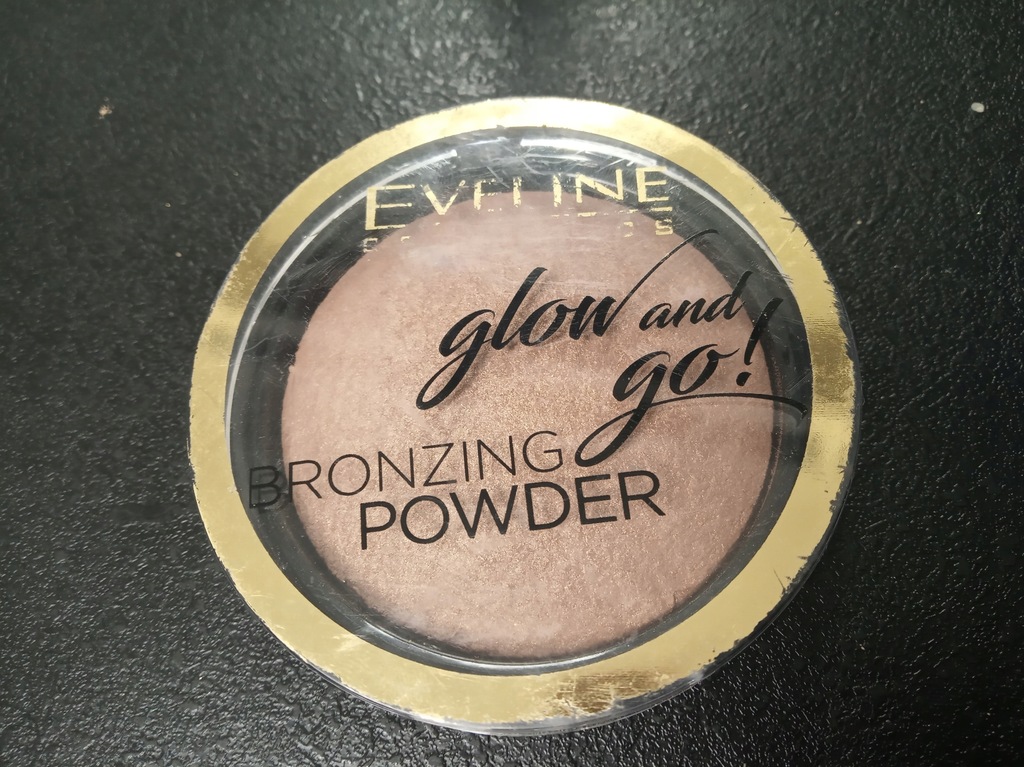 EVELINE
glow and
go!
BRONZING
POWDER